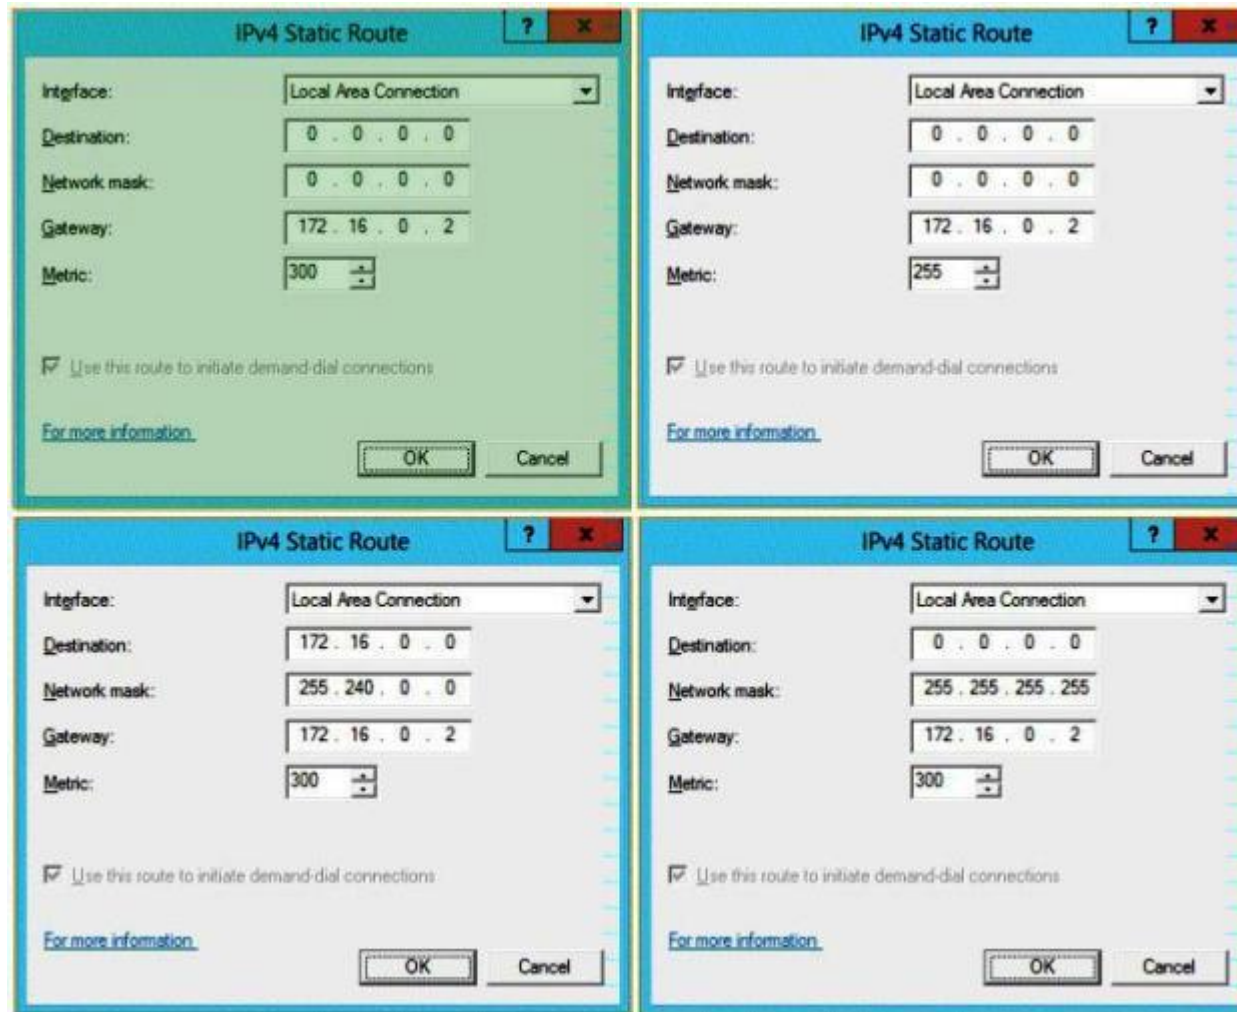 IPv4 Static Route ? x
Interface: Local Area Connection
Destination: 0 . 0 . 0 . 0
Network mask: 0 . 0 . 0 . 0
Gateway: 172 . 16 . 0 . 2
Metric: 300
Use this route to initiate demand-dial connections
For more information
OK Cancel
IPv4 Static Route ? x
Interface: Local Area Connection
Destination: 0 . 0 . 0 . 0
Network mask: 0 . 0 . 0 . 0
Gateway: 172 . 16 . 0 . 2
Metric: 255
Use this route to initiate demand-dial connections
For more information
OK Cancel
IPv4 Static Route ? x
Interface: Local Area Connection
Destination: 172 . 16 . 0 . 0
Network mask: 255 . 240 . 0 . 0
Gateway: 172 . 16 . 0 . 2
Metric: 300
Use this route to initiate demand-dial connections
For more information
OK Cancel
IPv4 Static Route ? x
Interface: Local Area Connection
Destination: 0 . 0 . 0 . 0
Network mask: 255 . 255 . 255 . 255
Gateway: 172 . 16 . 0 . 2
Metric: 300
Use this route to initiate demand-dial connections
For more information
OK Cancel